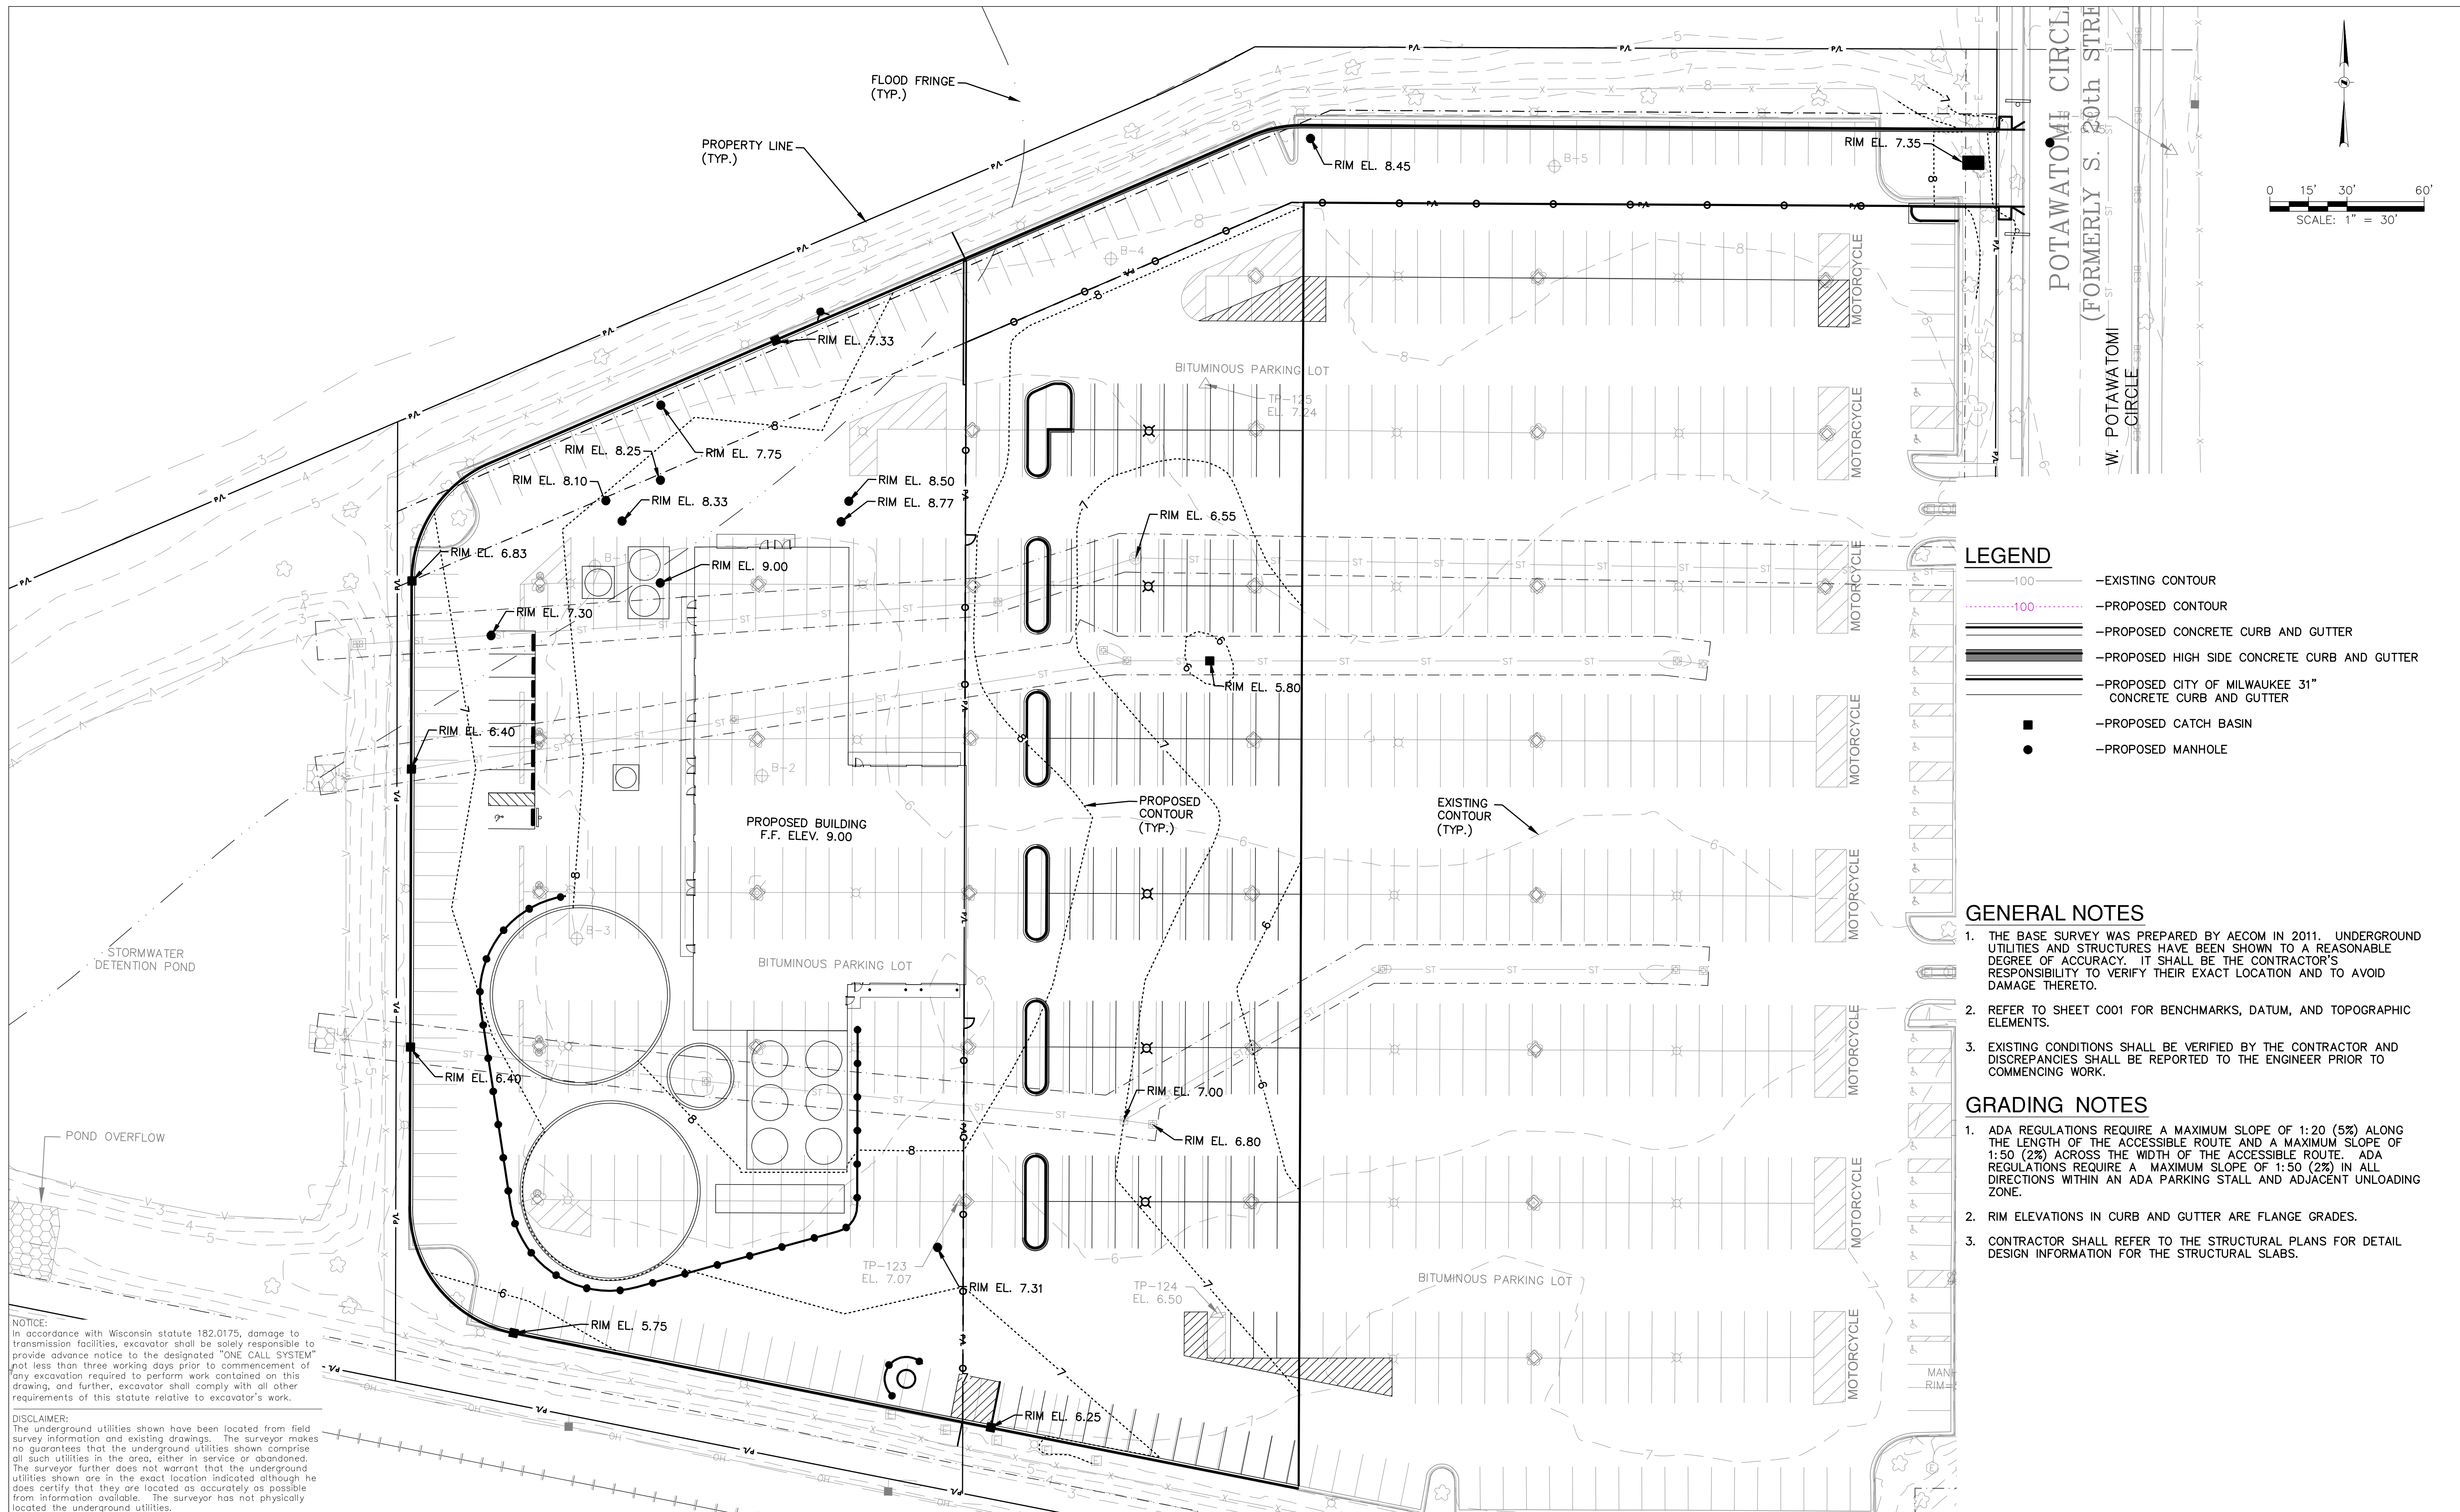 FLOOD FRINGE
(TYP.)
PROPERTY LINE
(TYP.)
P/L
P/L
P/L
P/L
P/L
P/L
P/L
P/L
P/L
RIM EL. 8.45
RIM EL. 7.35
B-5
B-4
POTAWATOMI CIRCL
(FORMERLY S. 20th STRE
W. POTAWATOMI
CIRCLE
0 15' 30' 60'
SCALE: 1" = 30'
RIM EL. 7.33
BITUMINOUS PARKING LOT
TP-125
EL. 7.24
MOTORCYCLE
MOTORCYCLE
RIM EL. 7.75
RIM EL. 8.25
RIM EL. 8.10
RIM EL. 8.33
RIM EL. 8.50
RIM EL. 8.77
RIM EL. 6.55
RIM EL. 6.83
RIM EL. 9.00
RIM EL. 7.30
MOTORCYCLE
RIM EL. 5.80
RIM EL. 6.40
B-2
MOTORCYCLE
PROPOSED BUILDING
F.F. ELEV. 9.00
PROPOSED
CONTOUR
(TYP.)
EXISTING
CONTOUR
(TYP.)
MOTORCYCLE
B-3
STORMWATER
DETENTION POND
BITUMINOUS PARKING LOT
RIM EL. 6.40
RIM EL. 7.00
RIM EL. 6.80
MOTORCYCLE
POND OVERFLOW
MOTORCYCLE
TP-123
EL. 7.07
RIM EL. 7.31
TP-124
EL. 6.50
BITUMINOUS PARKING LOT
RIM EL. 5.75
MOTORCYCLE
RIM EL. 6.25
LEGEND
100 -EXISTING CONTOUR
100 -PROPOSED CONTOUR
-PROPOSED CONCRETE CURB AND GUTTER
-PROPOSED HIGH SIDE CONCRETE CURB AND GUTTER
-PROPOSED CITY OF MILWAUKEE 31"
CONCRETE CURB AND GUTTER
-PROPOSED CATCH BASIN
-PROPOSED MANHOLE
GENERAL NOTES
1. THE BASE SURVEY WAS PREPARED BY AECOM IN 2011. UNDERGROUND
UTILITIES AND STRUCTURES HAVE BEEN SHOWN TO A REASONABLE
DEGREE OF ACCURACY. IT SHALL BE THE CONTRACTOR'S
RESPONSIBILITY TO VERIFY THEIR EXACT LOCATION AND TO AVOID
DAMAGE THERETO.
2. REFER TO SHEET C001 FOR BENCHMARKS, DATUM, AND TOPOGRAPHIC
ELEMENTS.
3. EXISTING CONDITIONS SHALL BE VERIFIED BY THE CONTRACTOR AND
DISCREPANCIES SHALL BE REPORTED TO THE ENGINEER PRIOR TO
COMMENCING WORK.
GRADING NOTES
1. ADA REGULATIONS REQUIRE A MAXIMUM SLOPE OF 1:20 (5%) ALONG
THE LENGTH OF THE ACCESSIBLE ROUTE AND A MAXIMUM SLOPE OF
1:50 (2%) ACROSS THE WIDTH OF THE ACCESSIBLE ROUTE. ADA
REGULATIONS REQUIRE A MAXIMUM SLOPE OF 1:50 (2%) IN ALL
DIRECTIONS WITHIN AN ADA PARKING STALL AND ADJACENT UNLOADING
ZONE.
2. RIM ELEVATIONS IN CURB AND GUTTER ARE FLANGE GRADES.
3. CONTRACTOR SHALL REFER TO THE STRUCTURAL PLANS FOR DETAIL
DESIGN INFORMATION FOR THE STRUCTURAL SLABS.
NOTICE:
In accordance with Wisconsin statute 182.0175, damage to
transmission facilities, excavator shall be solely responsible to
provide advance notice to the designated "ONE CALL SYSTEM"
not less than three working days prior to commencement of
any excavation required to perform work contained on this
drawing, and further, excavator shall comply with all other
requirements of this statute relative to excavator's work.
DISCLAIMER:
The underground utilities shown have been located from field
survey information and existing drawings. The surveyor makes
no guarantees that the underground utilities shown comprise
all such utilities in the area, either in service or abandoned.
The surveyor further does not warrant that the underground
utilities shown are in the exact location indicated although he
does certify that they are located as accurately as possible
from information available. The surveyor has not physically
located the underground utilities.